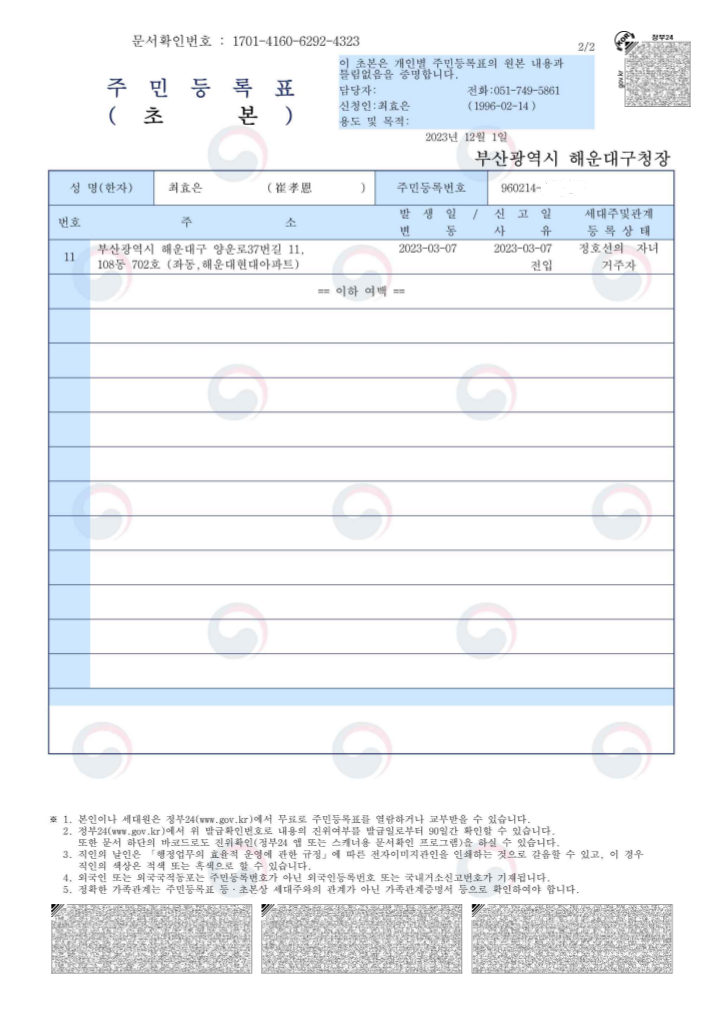 문서확인번호 : 1701-4160-6292-4323
2/2
정부24
gov.kr
주 민 등 록 표
( 초 본 )
이 초본은 개인별 주민등록표의 원본 내용과
틀림없음을 증명합니다.
담당자: 전화:051-749-5861
신청인:최효은 (1996-02-14 )
용도 및 목적:
2023년 12월 1일
부산광역시 해운대구청장
성 명(한자) 최효은 (崔孝恩 ) 주민등록번호 960214-
번호 주 소 발 생 일 / 신 고 일 세대주및관계
변 동 사 유 등 록 상 태
11 부산광역시 해운대구 양운로37번길 11, 2023-03-07 2023-03-07 정호선의 자녀
108동 702호 (좌동,해운대현대아파트) 전입 거주자
== 이하 여백 ==
※ 1. 본인이나 세대원은 정부24(www.gov.kr)에서 무료로 주민등록표를 열람하거나 교부받을 수 있습니다.
2. 정부24(www.gov.kr)에서 위 발급확인번호로 내용의 진위여부를 발급일로부터 90일간 확인할 수 있습니다.
또한 문서 하단의 바코드로도 진위확인(정부24 앱 또는 스캐너용 문서확인 프로그램)을 하실 수 있습니다.
3. 직인의 날인은 「행정업무의 효율적 운영에 관한 규정」에 따른 전자이미지관인을 인쇄하는 것으로 갈음할 수 있고, 이 경우
직인의 색상은 적색 또는 흑색으로 할 수 있습니다.
4. 외국인 또는 외국국적동포는 주민등록번호가 아닌 외국인등록번호 또는 국내거소신고번호가 기재됩니다.
5. 정확한 가족관계는 주민등록표 등·초본상 세대주와의 관계가 아닌 가족관계증명서 등으로 확인하여야 합니다.